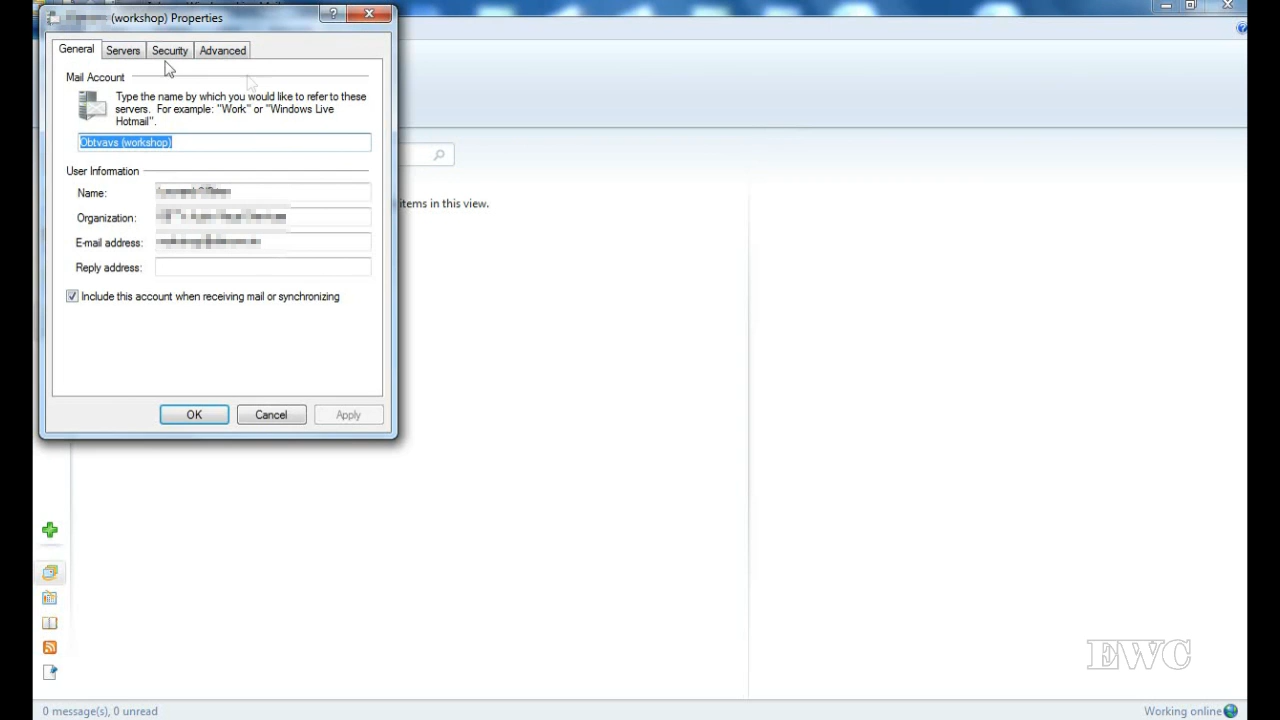 (workshop) Properties
?
General Servers Security Advanced
Mail Account
Type the name by which you would like to refer to these
servers. For example: "Work" or "Windows Live
Hotmail".
Obtvavs (workshop)
User Information
Name:
Organization:
E-mail address:
Reply address:
Include this account when receiving mail or synchronizing
OK Cancel Apply
items in this view.
EWC
0 message(s), 0 unread
Working online